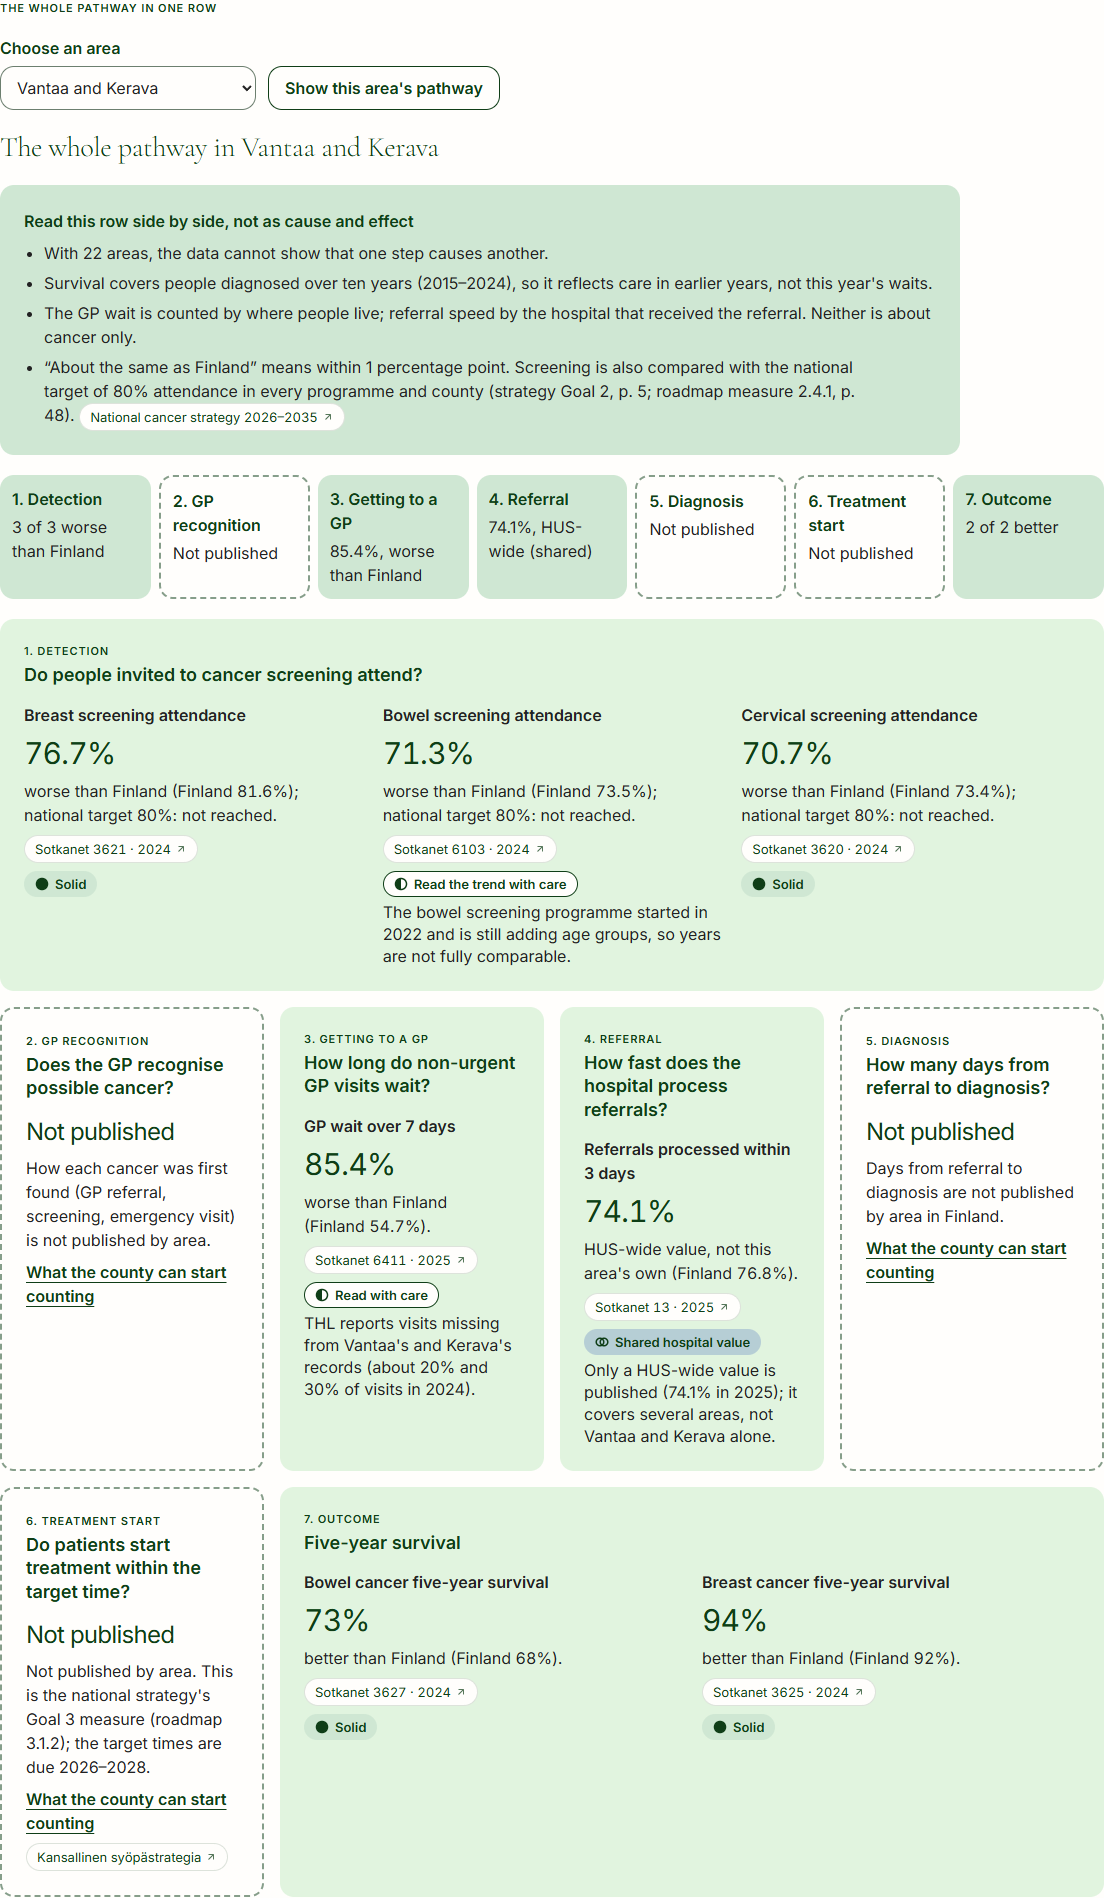 THE WHOLE PATHWAY IN ONE ROW
Choose an area
Vantaa and Kerava
Show this area's pathway
The whole pathway in Vantaa and Kerava
Read this row side by side, not as cause and effect
• With 22 areas, the data cannot show that one step causes another.
• Survival covers people diagnosed over ten years (2015–2024), so it reflects care in earlier years, not this year's waits.
• The GP wait is counted by where people live; referral speed by the hospital that received the referral. Neither is about
cancer only.
• “About the same as Finland” means within 1 percentage point. Screening is also compared with the national
target of 80% attendance in every programme and county (strategy Goal 2, p. 5; roadmap measure 2.4.1, p.
48). National cancer strategy 2026–2035 ↗
1. Detection
3 of 3 worse
than Finland
2. GP
recognition
Not published
3. Getting to a
GP
85.4%, worse
than Finland
4. Referral
74.1%, HUS-
wide (shared)
5. Diagnosis
Not published
6. Treatment
start
Not published
7. Outcome
2 of 2 better
1. DETECTION
Do people invited to cancer screening attend?
Breast screening attendance
76.7%
worse than Finland (Finland 81.6%);
national target 80%: not reached.
Sotkanet 3621 · 2024 ↗
Solid
Bowel screening attendance
71.3%
worse than Finland (Finland 73.5%);
national target 80%: not reached.
Sotkanet 6103 · 2024 ↗
Read the trend with care
The bowel screening programme started in
2022 and is still adding age groups, so years
are not fully comparable.
Cervical screening attendance
70.7%
worse than Finland (Finland 73.4%);
national target 80%: not reached.
Sotkanet 3620 · 2024 ↗
Solid
2. GP RECOGNITION
Does the GP recognise
possible cancer?
Not published
How each cancer was first
found (GP referral,
screening, emergency visit)
is not published by area.
What the county can start
counting
3. GETTING TO A GP
How long do non-urgent
GP visits wait?
GP wait over 7 days
85.4%
worse than Finland
(Finland 54.7%).
Sotkanet 6411 · 2025 ↗
Read with care
THL reports visits missing
from Vantaa's and Kerava's
records (about 20% and
30% of visits in 2024).
4. REFERRAL
How fast does the
hospital process
referrals?
Referrals processed within
3 days
74.1%
HUS-wide value, not this
area's own (Finland 76.8%).
Sotkanet 13 · 2025 ↗
Shared hospital value
Only a HUS-wide value is
published (74.1% in 2025); it
covers several areas, not
Vantaa and Kerava alone.
5. DIAGNOSIS
How many days from
referral to diagnosis?
Not published
Days from referral to
diagnosis are not published
by area in Finland.
What the county can start
counting
6. TREATMENT START
Do patients start
treatment within the
target time?
Not published
Not published by area. This
is the national strategy's
Goal 3 measure (roadmap
3.1.2); the target times are
due 2026–2028.
What the county can start
counting
Kansallinen syöpästrategia ↗
7. OUTCOME
Five-year survival
Bowel cancer five-year survival
73%
better than Finland (Finland 68%).
Sotkanet 3627 · 2024 ↗
Solid
Breast cancer five-year survival
94%
better than Finland (Finland 92%).
Sotkanet 3625 · 2024 ↗
Solid